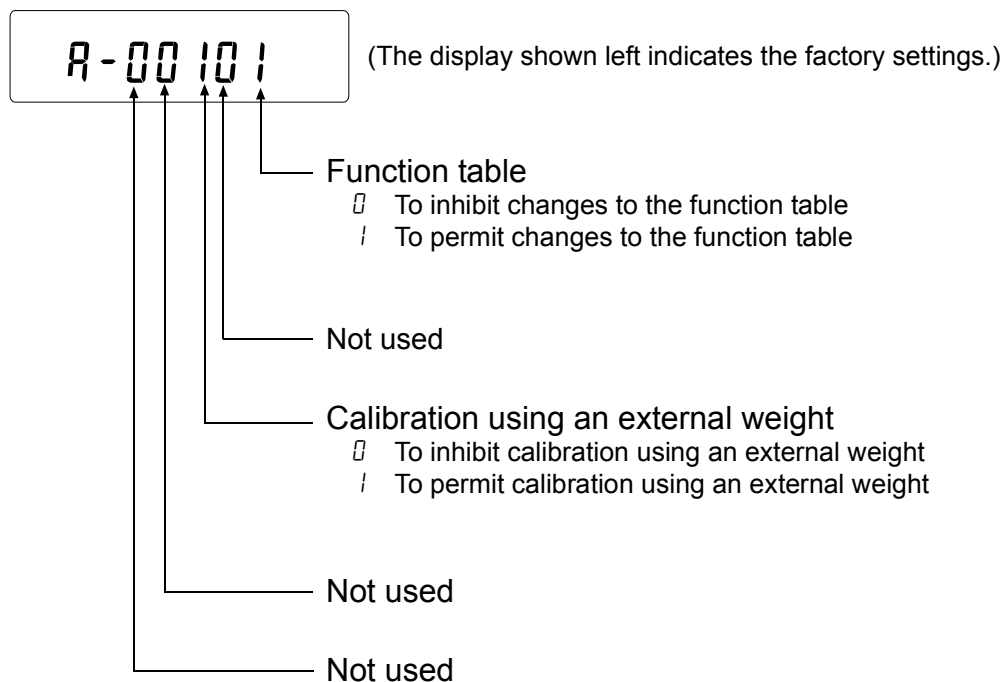 A-00101
(The display shown left indicates the factory settings.)
Function table
0 To inhibit changes to the function table
1 To permit changes to the function table
Not used
Calibration using an external weight
0 To inhibit calibration using an external weight
1 To permit calibration using an external weight
Not used
Not used